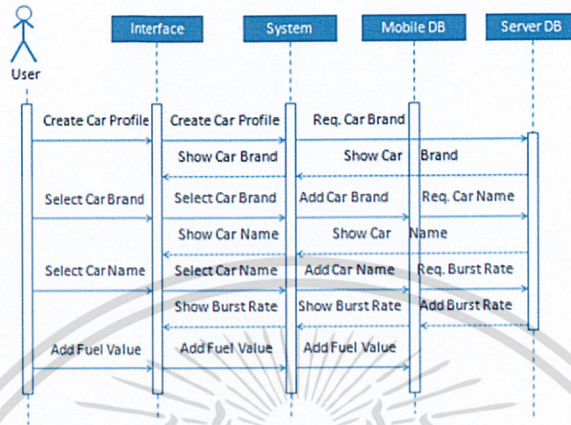 Interface System Mobile DB Server DB
User
Create Car Profile Create Car Profile Req. Car Brand
Show Car Brand Show Car Brand
Select Car Brand Select Car Brand Add Car Brand Req. Car Name
Show Car Name Show Car Name
Select Car Name Select Car Name Add Car Name Req. Burst Rate
Show Burst Rate Show Burst Rate Add Burst Rate
Add Fuel Value Add Fuel Value Add Fuel Value